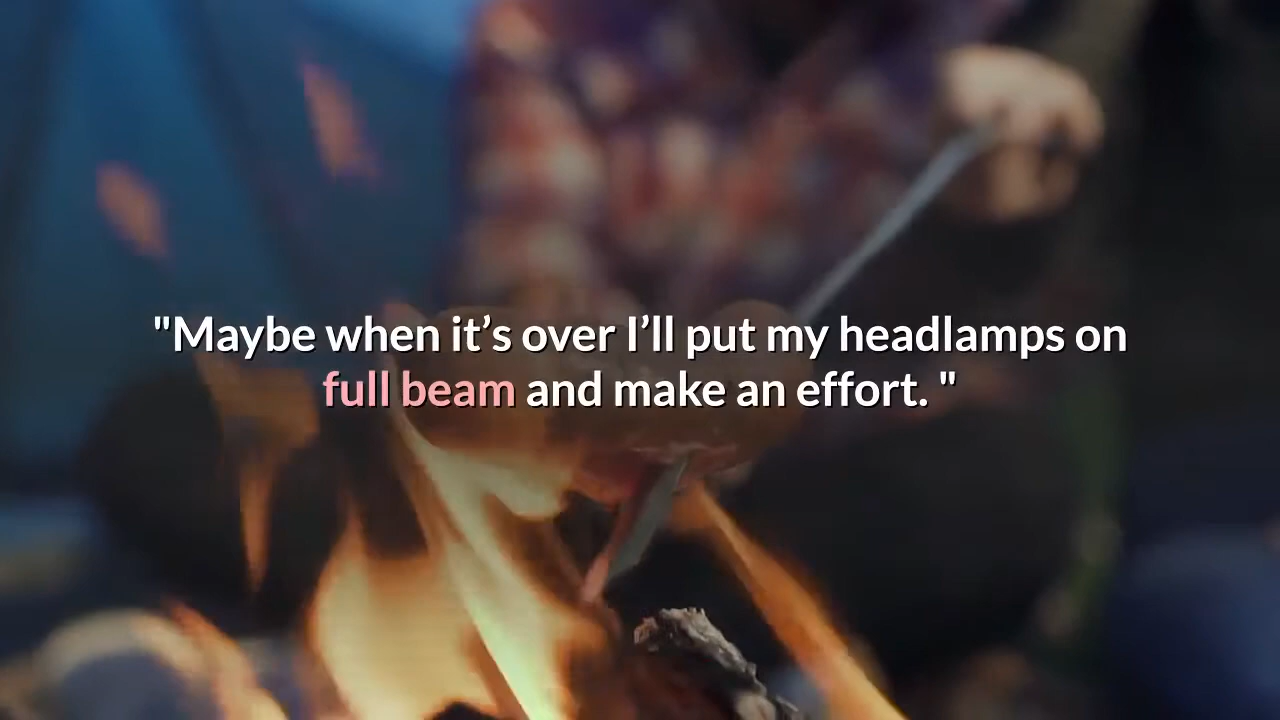 "Maybe when it’s over I’ll put my headlamps on
full beam and make an effort. "